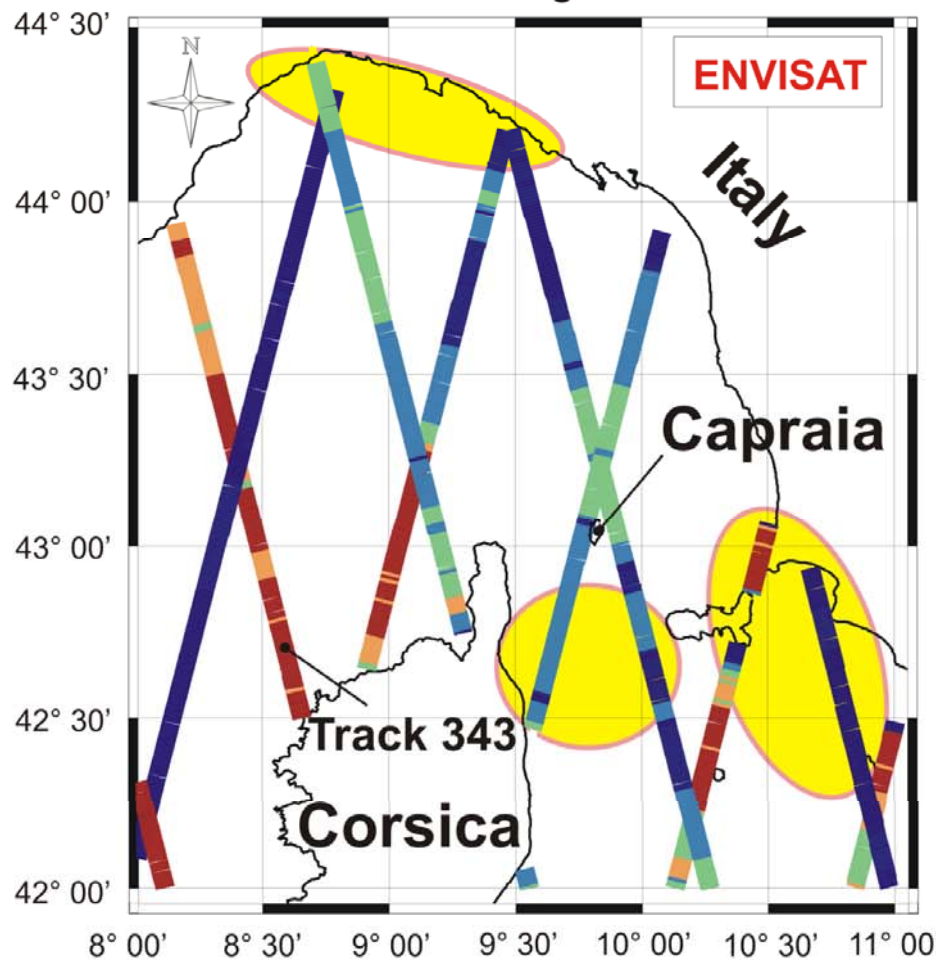 44° 30'
N
ENVISAT
Italy
44° 00'
43° 30'
Capraia
43° 00'
42° 30'
Track 343
Corsica
42° 00'
8° 00' 8° 30' 9° 00' 9° 30' 10° 00' 10° 30' 11° 00'